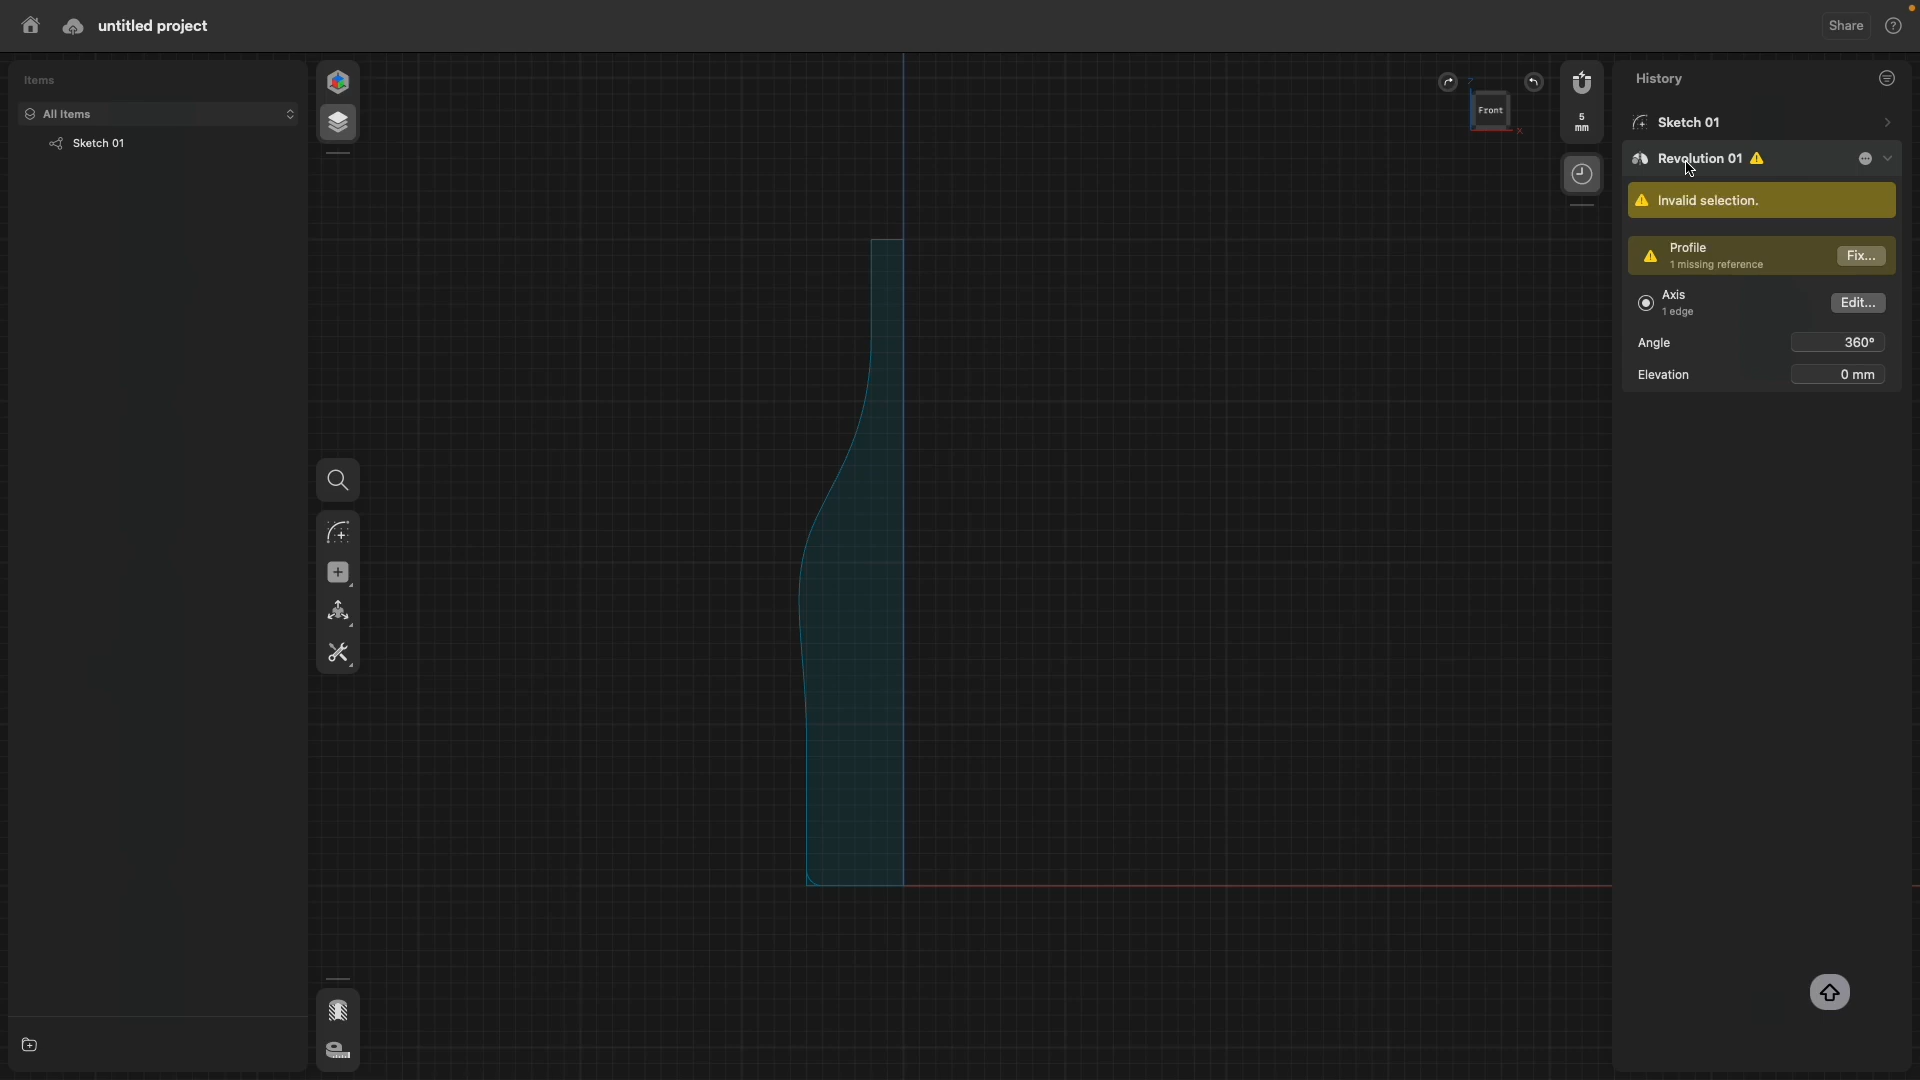 untitled project
Share
Items
All Items
Sketch 01
Front
Z
X
5
mm
History
Sketch 01
Revolution 01
Invalid selection.
Profile
1 missing reference
Fix...
Axis
1 edge
Edit...
Angle
360°
Elevation
0 mm